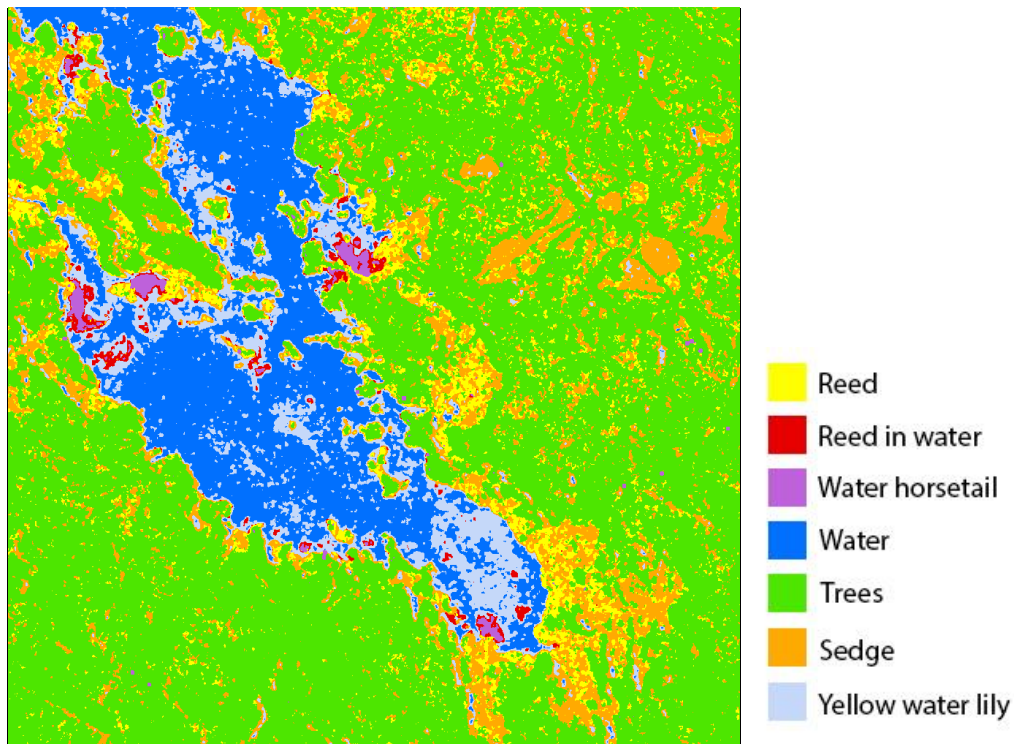 Reed
Reed in water
Water horsetail
Water
Trees
Sedge
Yellow water lily